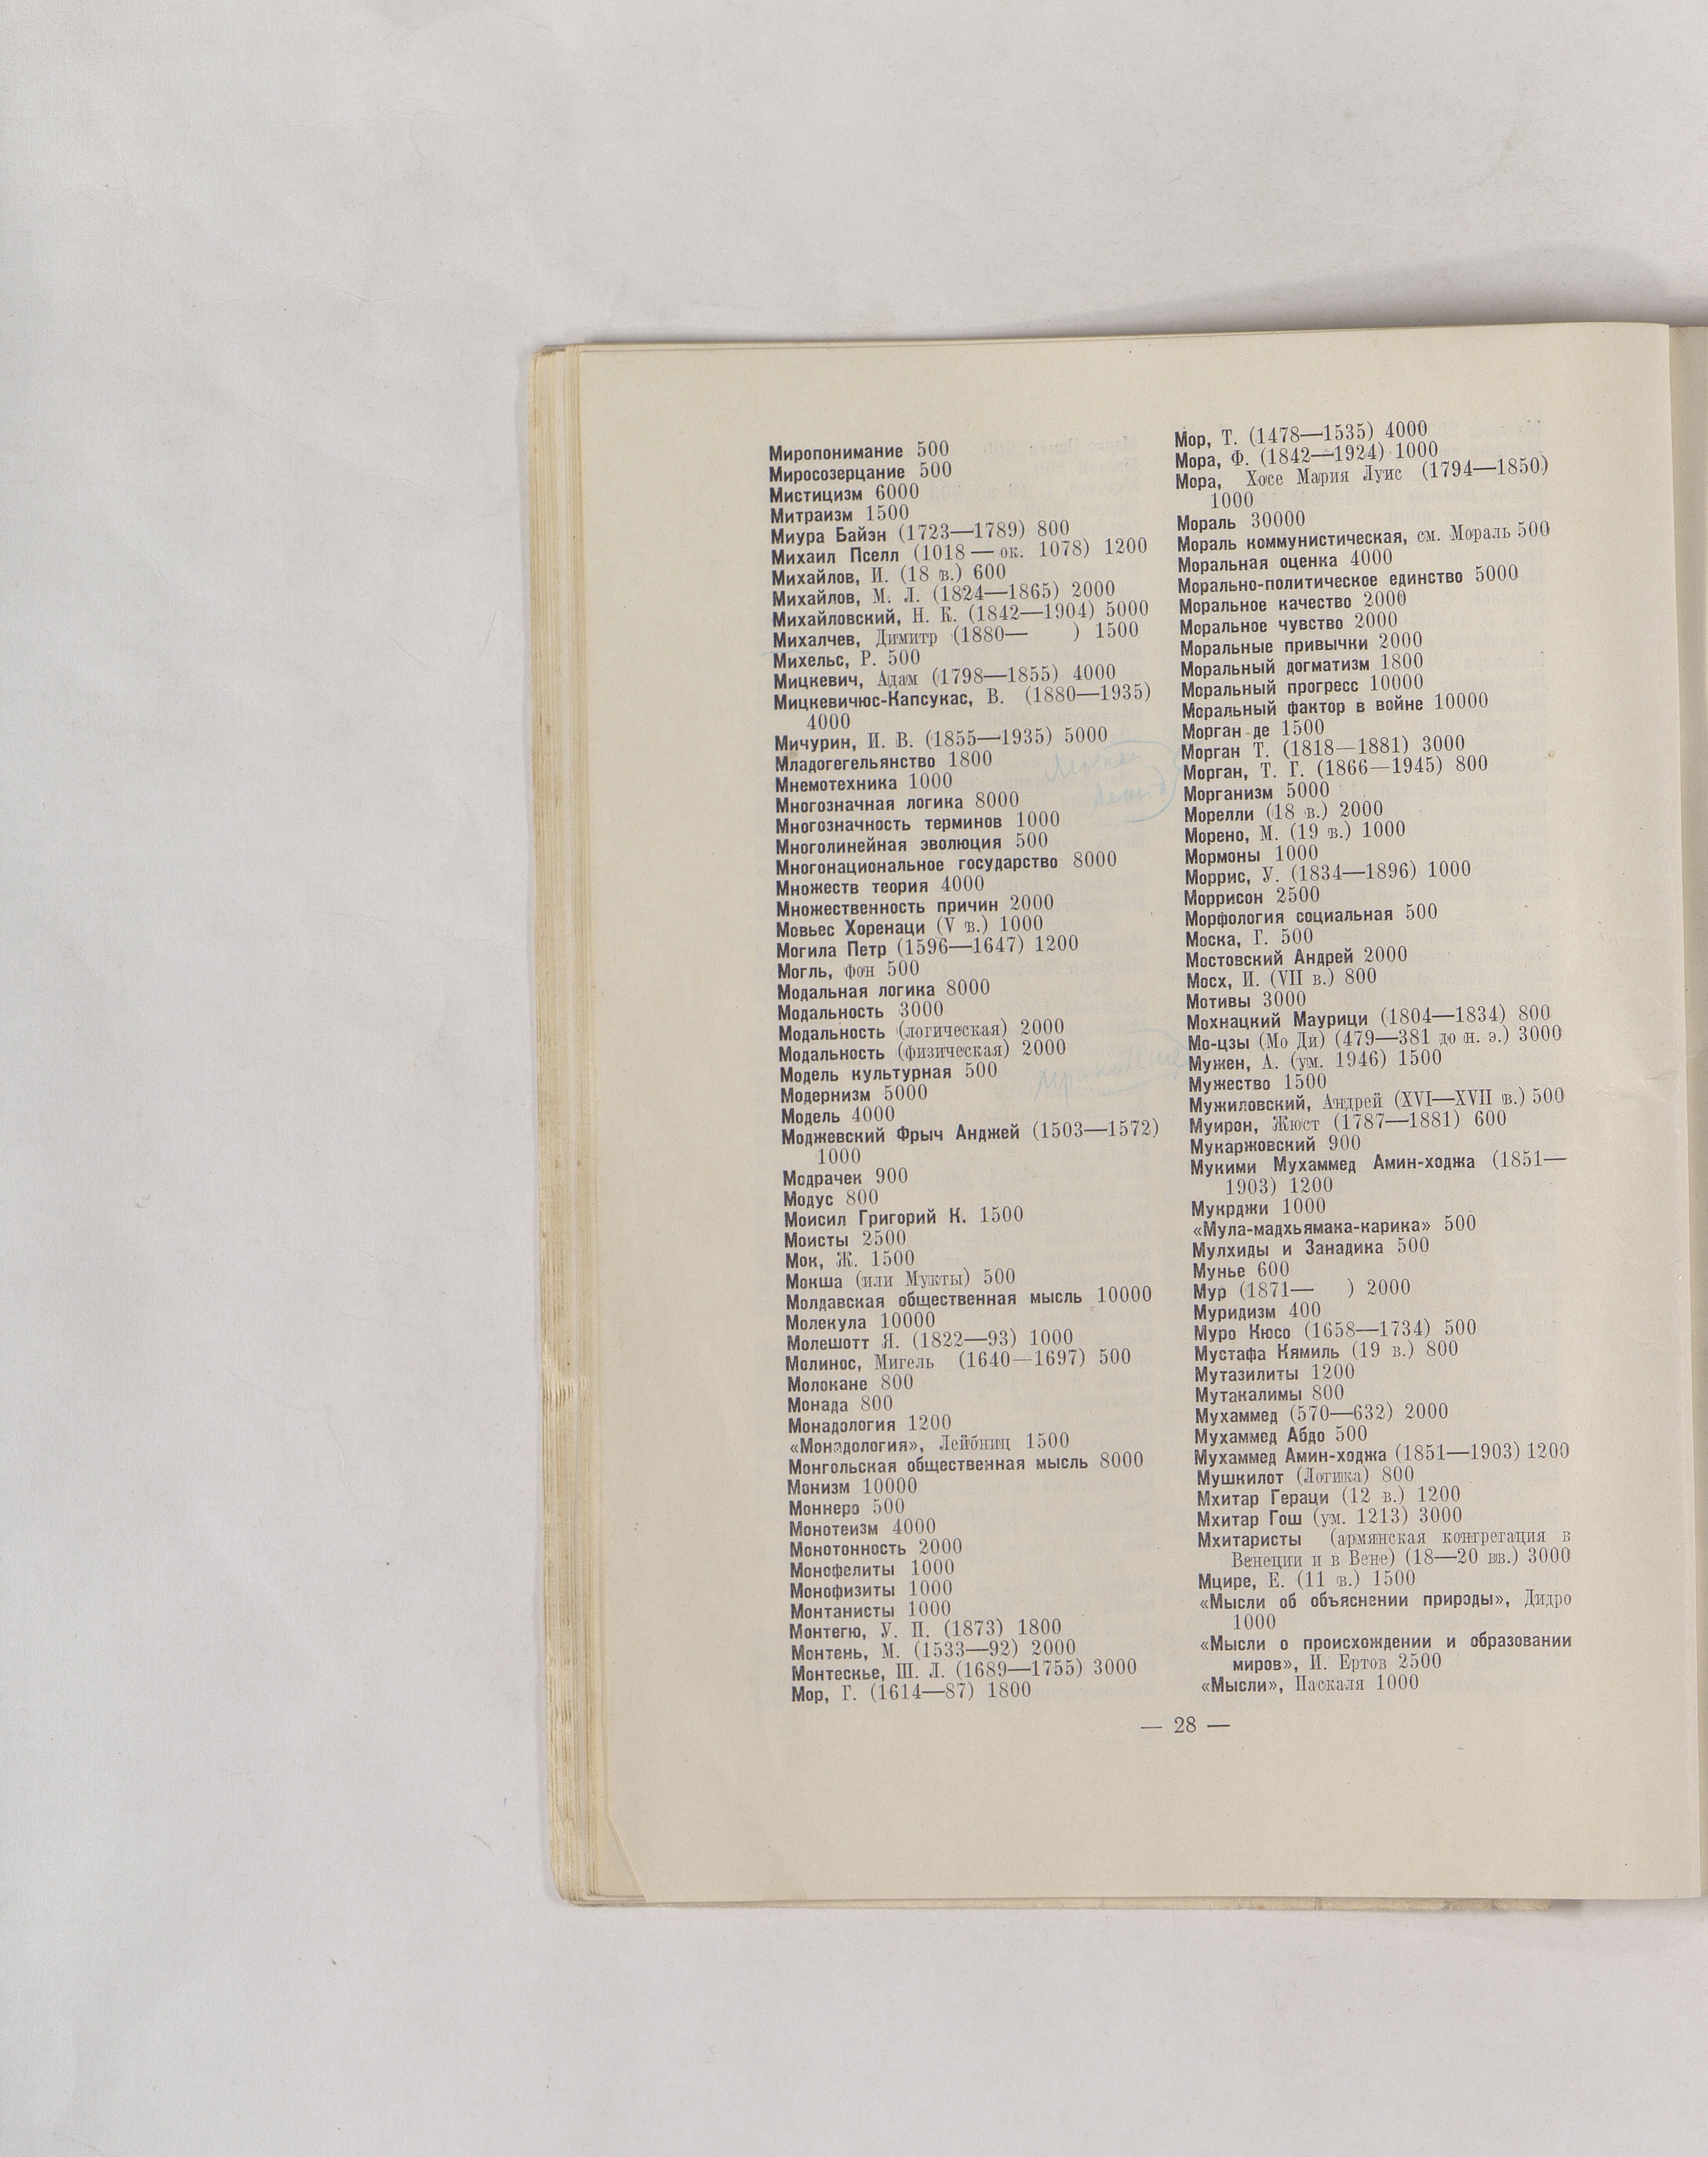 Миропонимание 500
Миросозерцание 500
Мистицизм 6000
Митраизм 1500
Миура Байэн (1723—1789) 800
Михаил Пселл (1018 — ок. 1078) 1200
Михайлов, И. (18 в.) 600
Михайлов, М. Л. (1824—1865) 2000
Михайловский, Н. К. (1842—1904) 5000
Михалчев, Димитр (1880— ) 1500
Михельс, Р. 500
Мицкевич, Адам (1798—1855) 4000
Мицкевичюс-Капсукас, В. (1880—1935)
4000
Мичурин, И. В. (1855—1935) 5000
Младогегельянство 1800
Мнемотехника 1000
Многозначная логика 8000
Многозначность терминов 1000
Многолинейная эволюция 500
Многонациональное государство 8000
Множеств теория 4000
Множественность причин 2000
Мовьес Хоренаци (V в.) 1000
Могила Петр (1596—1647) 1200
Могль, фон 500
Модальная логика 8000
Модальность 3000
Модальность (логическая) 2000
Модальность (физическая) 2000
Модель культурная 500
Модернизм 5000
Модель 4000
Моджевский Фрыч Анджей (1503—1572)
1000
Модрачек 900
Модус 800
Моисил Григорий К. 1500
Моисты 2500
Мок, Ж. 1500
Мокша (или Мукты) 500
Молдавская общественная мысль 10000
Молекула 10000
Молешотт Я. (1822—93) 1000
Молинос, Мигель (1640—1697) 500
Молокане 800
Монада 800
Монадология 1200
«Монадология», Лейбниц 1500
Монгольская общественная мысль 8000
Монизм 10000
Моннеро 500
Монотеизм 4000
Монотонность 2000
Монофелиты 1000
Монофизиты 1000
Монтанисты 1000
Монтегю, У. П. (1873) 1800
Монтень, М. (1533—92) 2000
Монтескье, Ш. Л. (1689—1755) 3000
Мор, Г. (1614—87) 1800
Мор, Т. (1478—1535) 4000
Мора, Ф. (1842—1924) 1000
Мора, Хосе Мария Луис (1794—1850)
1000
Мораль 30000
Мораль коммунистическая, см. Мораль 500
Моральная оценка 4000
Морально-политическое единство 5000
Моральное качество 2000
Моральное чувство 2000
Моральные привычки 2000
Моральный догматизм 1800
Моральный прогресс 10000
Моральный фактор в войне 10000
Морган де 1500
Морган Т. (1818—1881) 3000
Морган, Т. Г. (1866—1945) 800
Морганизм 5000
Морелли (18 в.) 2000
Морено, М. (19 в.) 1000
Мормоны 1000
Моррис, У. (1834—1896) 1000
Моррисон 2500
Морфология социальная 500
Моска, Г. 500
Мостовский Андрей 2000
Мосх, И. (VII в.) 800
Мотивы 3000
Мохнацкий Маурици (1804—1834) 800
Мо-цзы (Мо Ди) (479—381 до н. э.) 3000
Мужен, А. (ум. 1946) 1500
Мужество 1500
Мужиловский, Андрей (XVI—XVII в.) 500
Муирон, Жюст (1787—1881) 600
Мукаржовский 900
Мукими Мухаммед Амин-ходжа (1851—
1903) 1200
Мукрджи 1000
«Мула-мадхьямака-карика» 500
Мулхиды и Занадика 500
Мунье 600
Мур (1871— ) 2000
Муридизм 400
Муро Кюсо (1658—1734) 500
Мустафа Кямиль (19 в.) 800
Мутазилиты 1200
Мутакалимы 800
Мухаммед (570—632) 2000
Мухаммед Абдо 500
Мухаммед Амин-ходжа (1851—1903) 1200
Мушкилот (Логика) 800
Мхитар Гераци (12 в.) 1200
Мхитар Гош (ум. 1213) 3000
Мхитаристы (армянская конгрегация в
Венеции и в Вене) (18—20 вв.) 3000
Мцире, Е. (11 в.) 1500
«Мысли об объяснении природы», Дидро
1000
«Мысли о происхождении и образовании
миров», И. Ертов 2500
«Мысли», Паскаля 1000
— 28 —